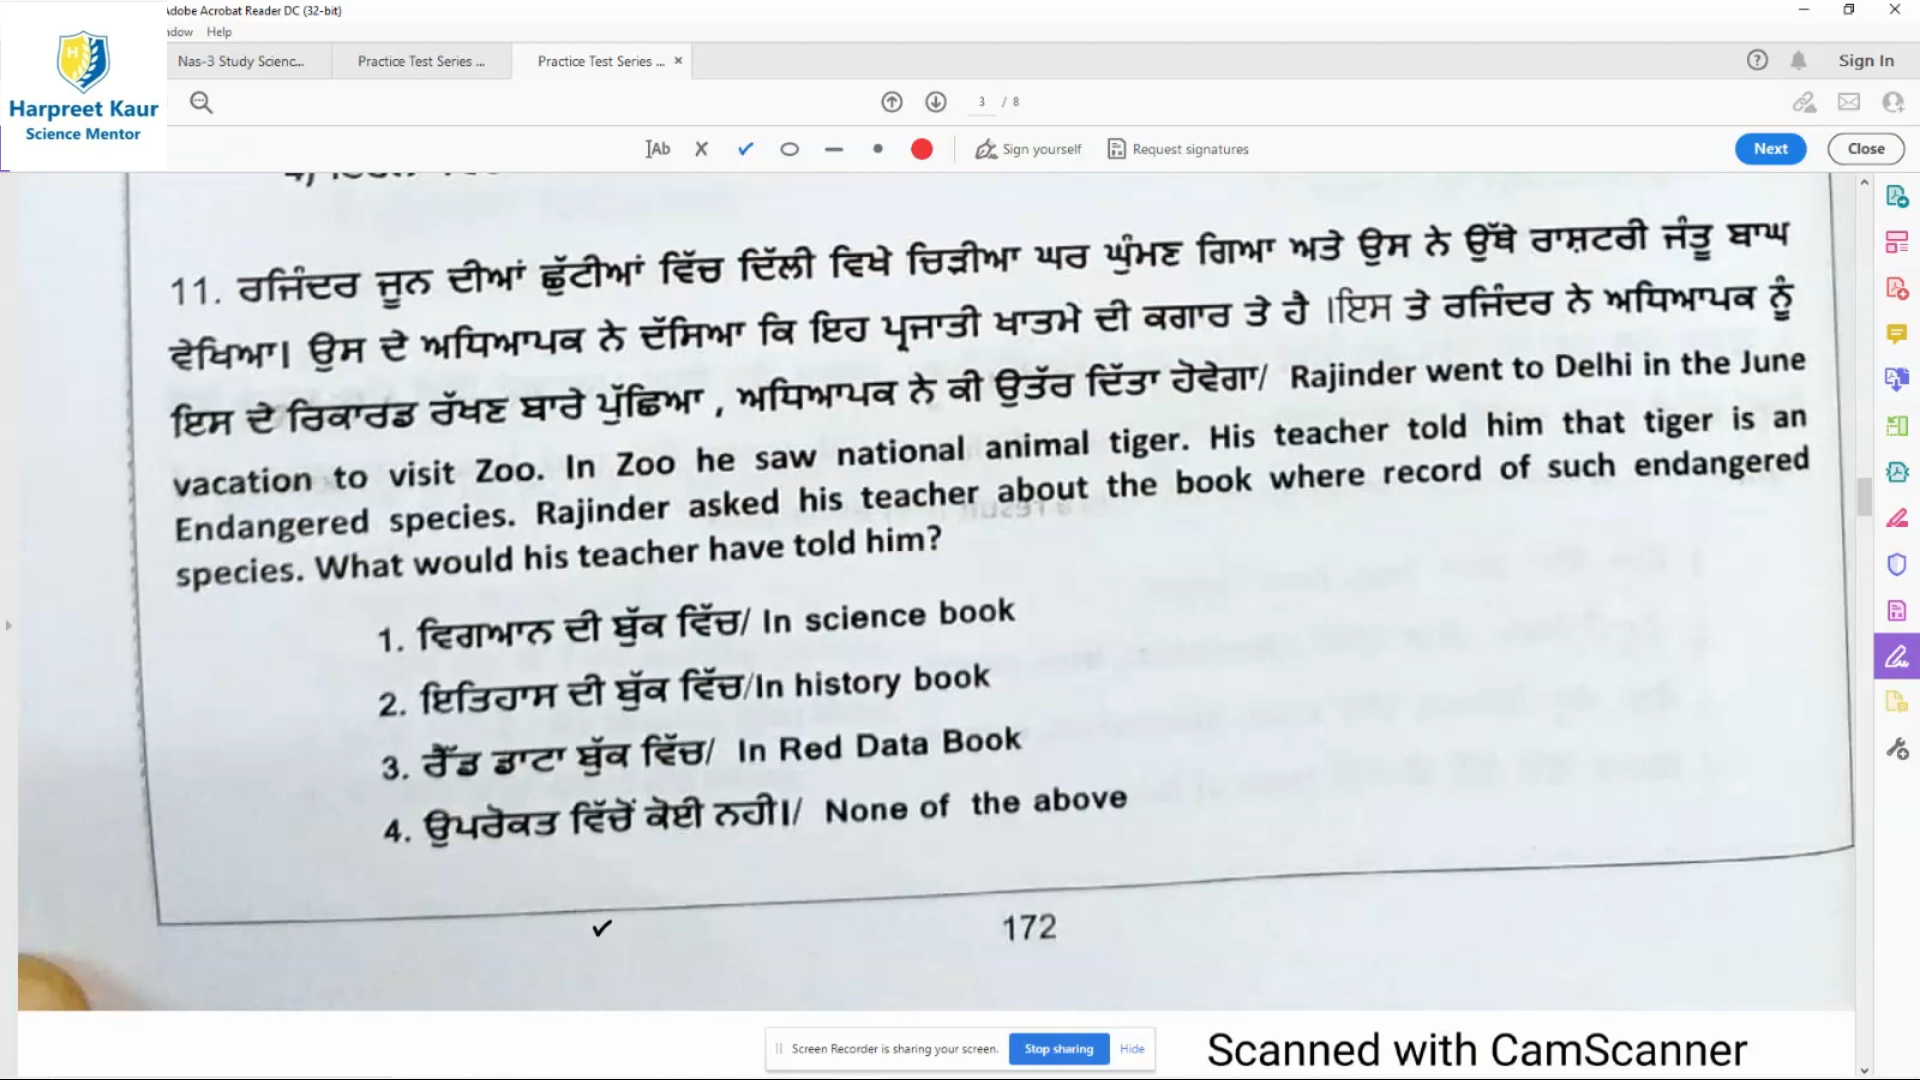 Adobe Acrobat Reader DC (32-bit)
Help
Harpreet Kaur
Science Mentor
Nas-3 Study Scienc...
Practice Test Series ...
Practice Test Series ...
Sign In
3 / 8
Sign yourself
Request signatures
Next
Close
11. ਰਜਿੰਦਰ ਜੂਨ ਦੀਆਂ ਛੁੱਟੀਆਂ ਵਿੱਚ ਦਿੱਲੀ ਵਿਖੇ ਚਿੜੀਆ ਘਰ ਘੁੰਮਣ ਗਿਆ ਅਤੇ ਉਸ ਨੇ ਉੱਥੇ ਰਾਸ਼ਟਰੀ ਜੰਤੂ ਬਾਘ
ਵੇਖਿਆ। ਉਸ ਦੇ ਅਧਿਆਪਕ ਨੇ ਦੱਸਿਆ ਕਿ ਇਹ ਪ੍ਰਜਾਤੀ ਖਾਤਮੇ ਦੀ ਕਗਾਰ ਤੇ ਹੈ ।ਇਸ ਤੇ ਰਜਿੰਦਰ ਨੇ ਅਧਿਆਪਕ ਨੂੰ
ਇਸ ਦੇ ਰਿਕਾਰਡ ਰੱਖਣ ਬਾਰੇ ਪੁੱਛਿਆ , ਅਧਿਆਪਕ ਨੇ ਕੀ ਉਤੱਰ ਦਿੱਤਾ ਹੋਵੇਗਾ/ Rajinder went to Delhi in the June
vacation to visit Zoo. In Zoo he saw national animal tiger. His teacher told him that tiger is an
Endangered species. Rajinder asked his teacher about the book where record of such endangered
species. What would his teacher have told him?
1. ਵਿਗਆਨ ਦੀ ਬੁੱਕ ਵਿੱਚ/ In science book
2. ਇਤਿਹਾਸ ਦੀ ਬੁੱਕ ਵਿੱਚ/In history book
3. ਰੈੱਡ ਡਾਟਾ ਬੁੱਕ ਵਿੱਚ/ In Red Data Book
4. ਉਪਰੋਕਤ ਵਿੱਚੋਂ ਕੋਈ ਨਹੀ।/ None of the above
172
Screen Recorder is sharing your screen.
Stop sharing
Hide
Scanned with CamScanner